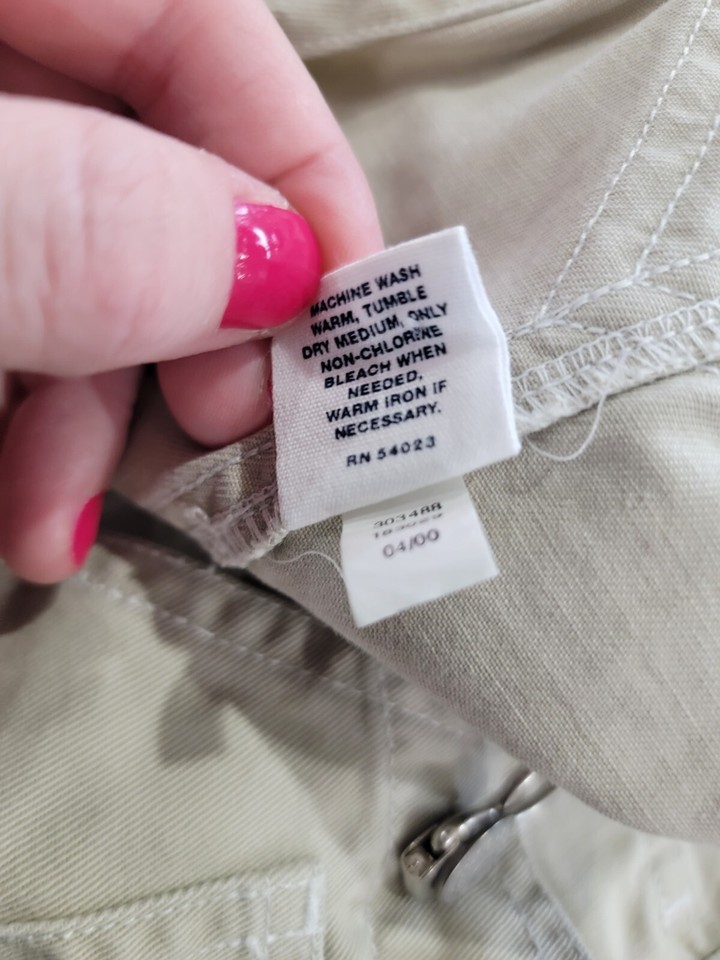 MACHINE WASH
WARM, TUMBLE
DRY MEDIUM, ONLY
NON-CHLORINE
BLEACH WHEN
NEEDED.
WARM IRON IF
NECESSARY.
RN 54023
303488
04/00